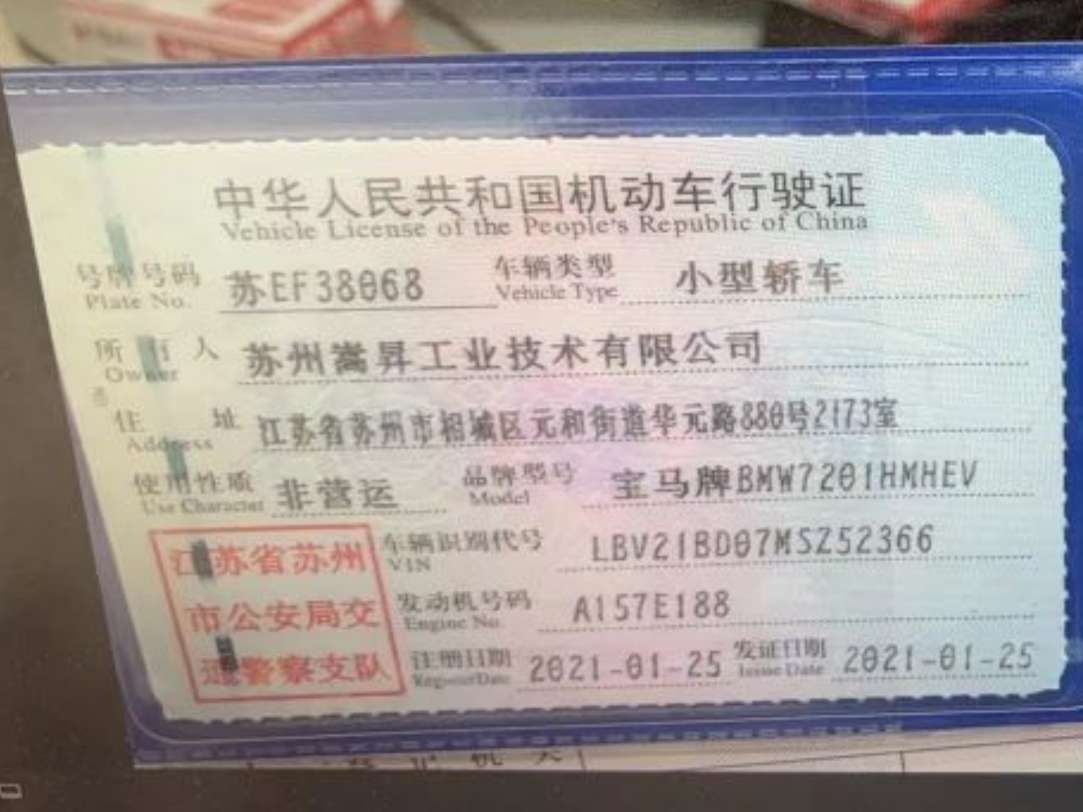 中华人民共和国机动车行驶证
Vehicle License of the People's Republic of China
号牌号码 苏EF38068 车辆类型 小型轿车
Plate No. Vehicle Type
所有人 苏州嵩昇工业技术有限公司
Owner
住址 江苏省苏州市相城区元和街道华元路880号2173室
Address
使用性质 非营运 品牌型号 宝马牌BMW7201HMHEV
Use Character Model
车辆识别代号 LBV21BD07MSZ52366
VIN
发动机号码 A157E188
Engine No.
注册日期 2021-01-25 发证日期 2021-01-25
Register Date Issue Date
江苏省苏州
市公安局交
通警察支队